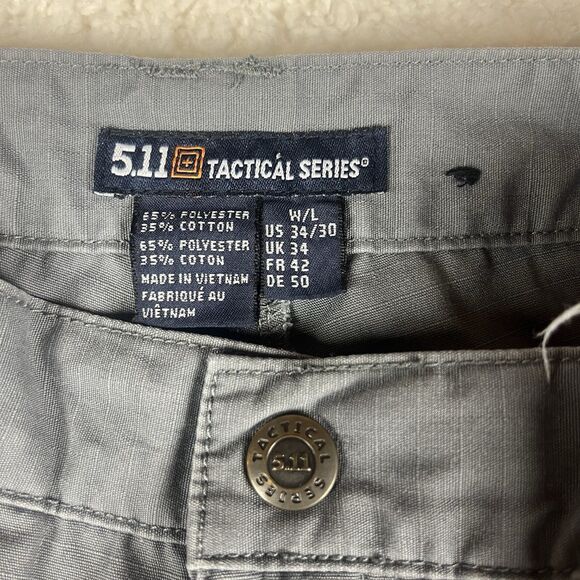 5.11 TACTICAL SERIES®
65% POLYESTER
35% COTTON
65% POLYESTER
35% COTON
MADE IN VIETNAM
FABRIQUÉ AU
VIÊTNAM
W/L
US 34/30
UK 34
FR 42
DE 50
TACTICAL
5.11
SERIES